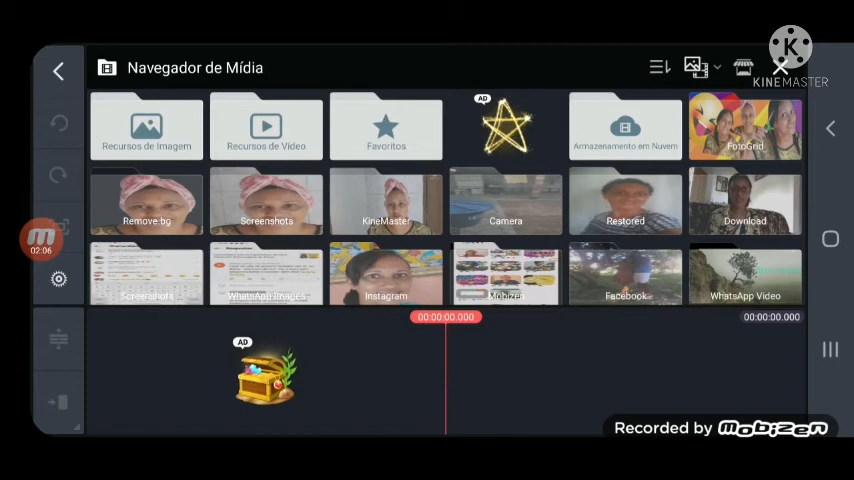 Navegador de Mídia
K
KINEMASTER
AD
Recursos de Imagem
Recursos de Vídeo
Favoritos
Armazenamento em Nuvem
FotoGrid
Remove.bg
Screenshots
KineMaster
Camera
Restored
Download
02:06
Screenshots
WhatsApp Images
Instagram
Mobizen
Facebook
WhatsApp Video
00:00:00.000
00:00:00.000
AD
Recorded by mobizen